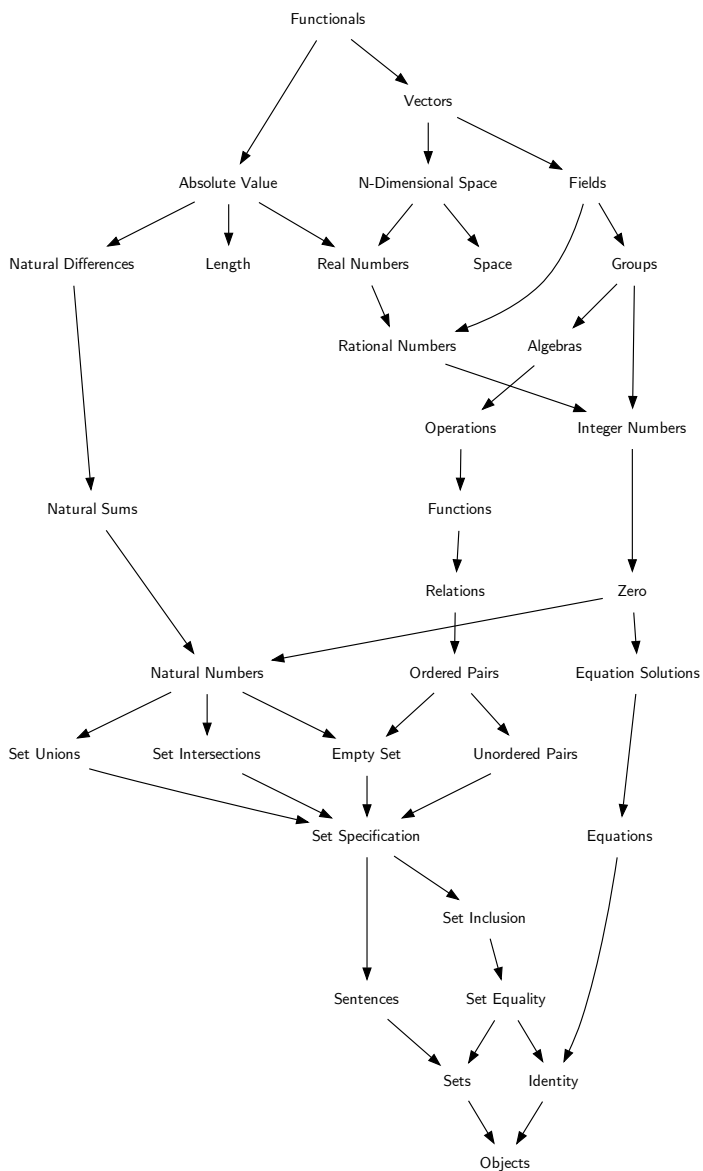 Functionals
Vectors
Absolute Value
N-Dimensional Space
Fields
Natural Differences
Length
Real Numbers
Space
Groups
Rational Numbers
Algebras
Operations
Integer Numbers
Natural Sums
Functions
Relations
Zero
Natural Numbers
Ordered Pairs
Equation Solutions
Set Unions
Set Intersections
Empty Set
Unordered Pairs
Set Specification
Equations
Set Inclusion
Sentences
Set Equality
Sets
Identity
Objects